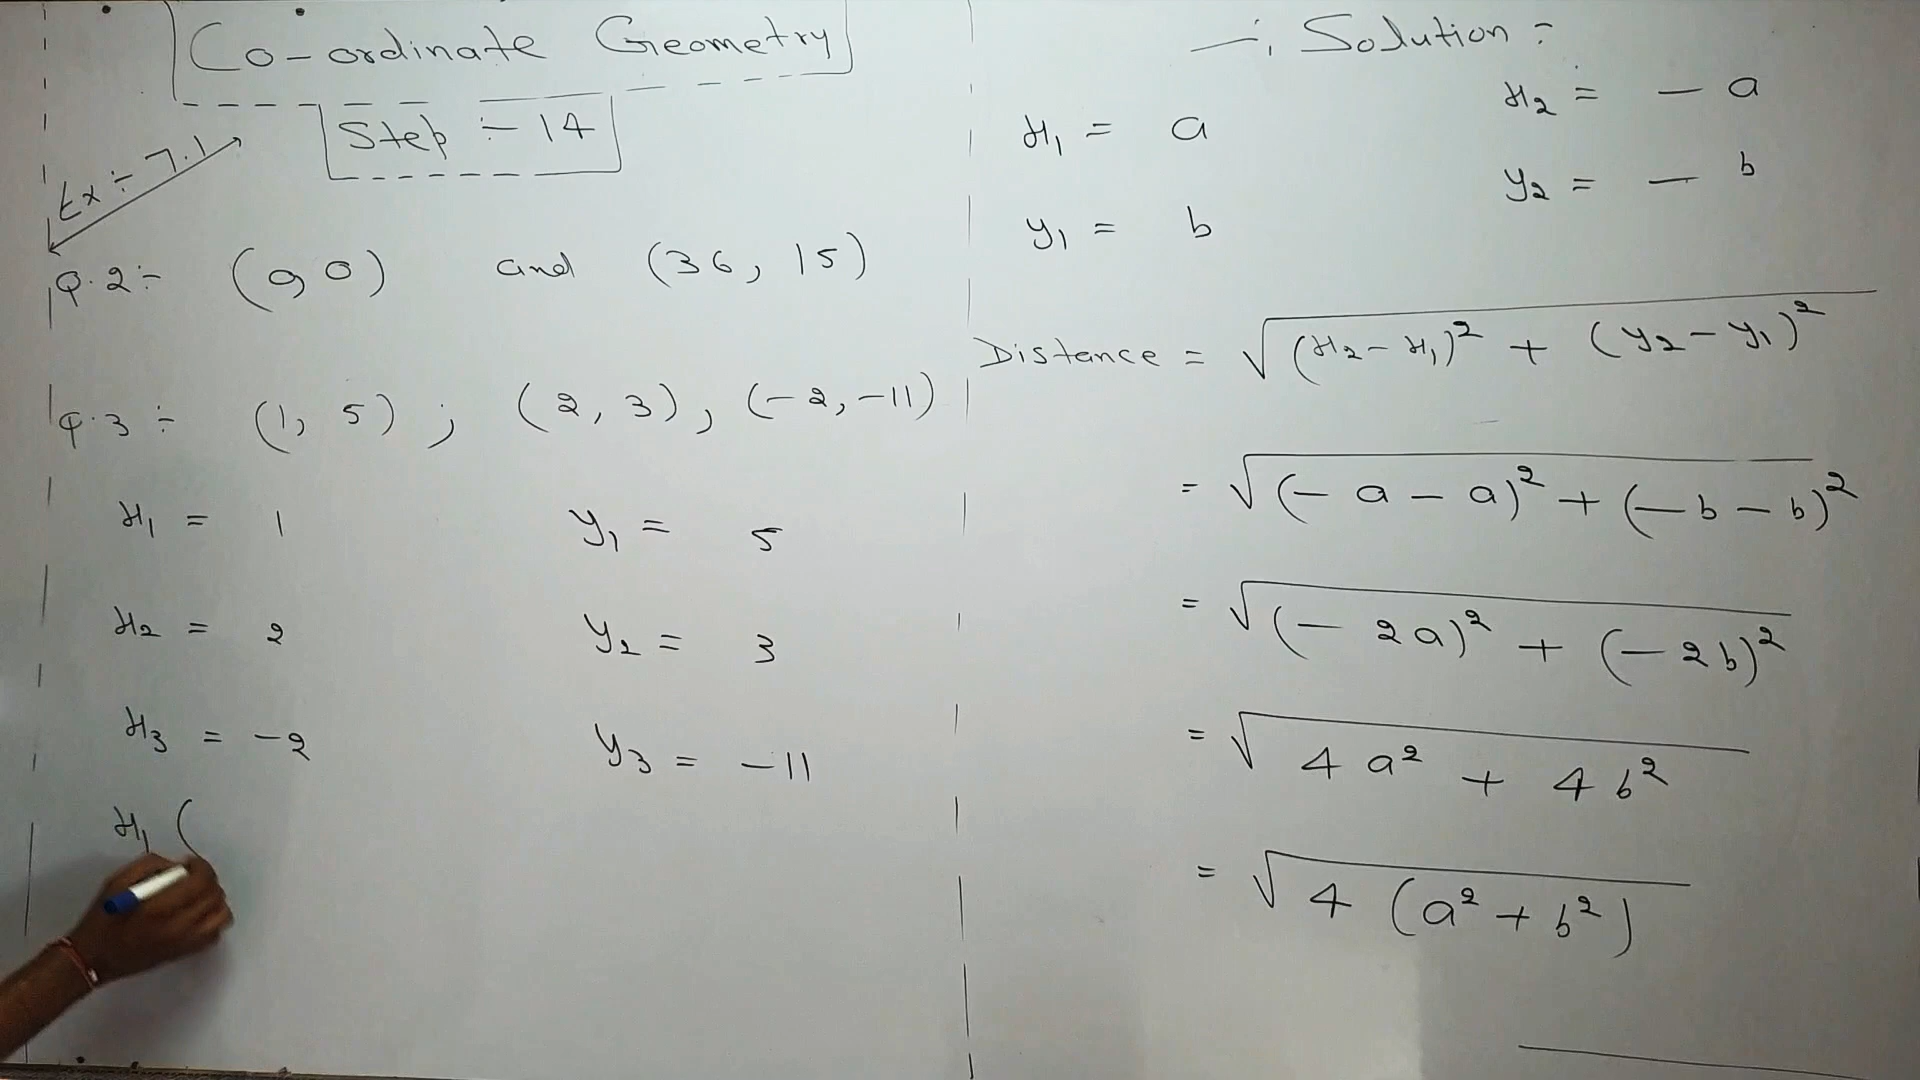 Co-ordinate Geometry
Step :- 14
Ex :- 7.1
Q.2 :- (0,0) and (36, 15)
Q.3 :- (1, 5) ; (2, 3), (-2, -11)
x₁ = 1 y₁ = 5
x₂ = 2 y₂ = 3
x₃ = -2 y₃ = -11
x₁ (
-: Solution :-
x₁ = a x₂ = - a
y₁ = b y₂ = - b
Distance = √(x₂ - x₁)² + (y₂ - y₁)²
= √(- a - a)² + (- b - b)²
= √(- 2a)² + (- 2b)²
= √4a² + 4b²
= √4 (a² + b²)